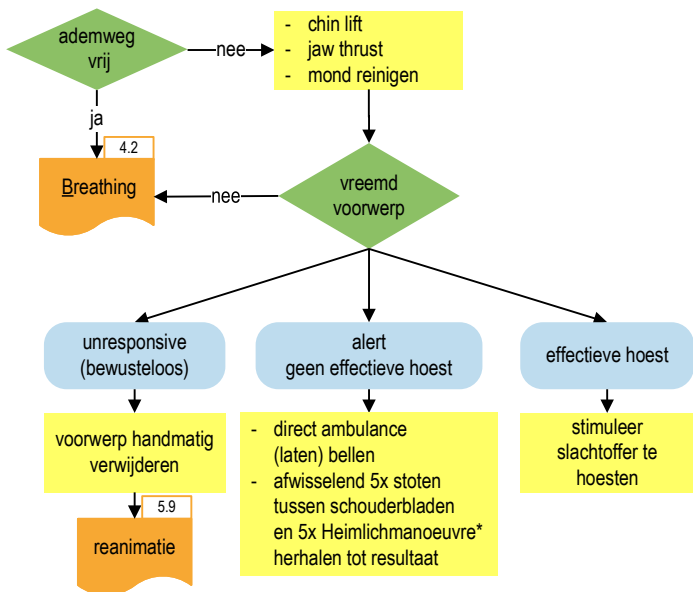 ademweg
vrij
nee
- chin lift
- jaw thrust
- mond reinigen
ja
4.2
Breathing
nee
vreemd
voorwerp
unresponsive
(bewusteloos)
alert
geen effectieve hoest
effectieve hoest
voorwerp handmatig
verwijderen
- direct ambulance
(laten) bellen
- afwisselend 5x stoten
tussen schouderbladen
en 5x Heimlichmanoeuvre*
herhalen tot resultaat
stimuleer
slachtoffer te
hoesten
5.9
reanimatie